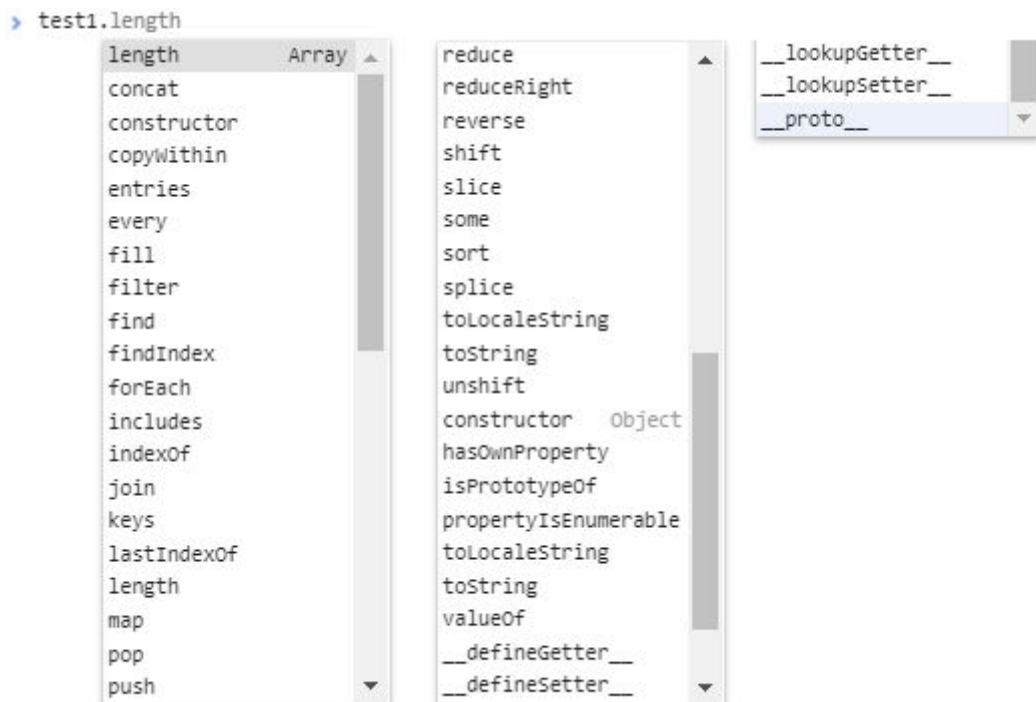 > test1.length
length Array
concat
constructor
copyWithin
entries
every
fill
filter
find
findIndex
forEach
includes
indexOf
join
keys
lastIndexOf
length
map
pop
push
reduce
reduceRight
reverse
shift
slice
some
sort
splice
toLocaleString
toString
unshift
constructor Object
hasOwnProperty
isPrototypeOf
propertyIsEnumerable
toLocaleString
toString
valueOf
__defineGetter__
__defineSetter__
__lookupGetter__
__lookupSetter__
__proto__